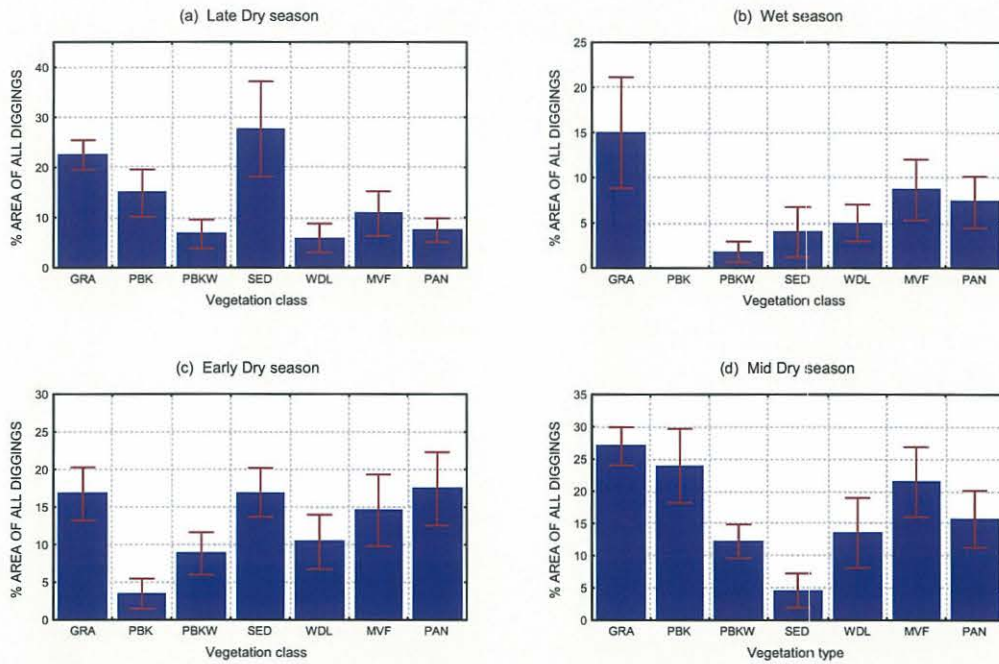 (a) Late Dry season
% AREA OF ALL DIGGINGS
40
30
20
10
0
GRA PBK PBKW SED WDL MVF PAN
Vegetation class
(b) Wet season
% AREA OF ALL DIGGINGS
25
20
15
10
5
0
GRA PBK PBKW SED WDL MVF PAN
Vegetation class
(c) Early Dry season
% AREA OF ALL DIGGINGS
30
25
20
15
10
5
0
GRA PBK PBKW SED WDL MVF PAN
Vegetation class
(d) Mid Dry season
% AREA OF ALL DIGGINGS
35
30
25
20
15
10
5
0
GRA PBK PBKW SED WDL MVF PAN
Vegetation type